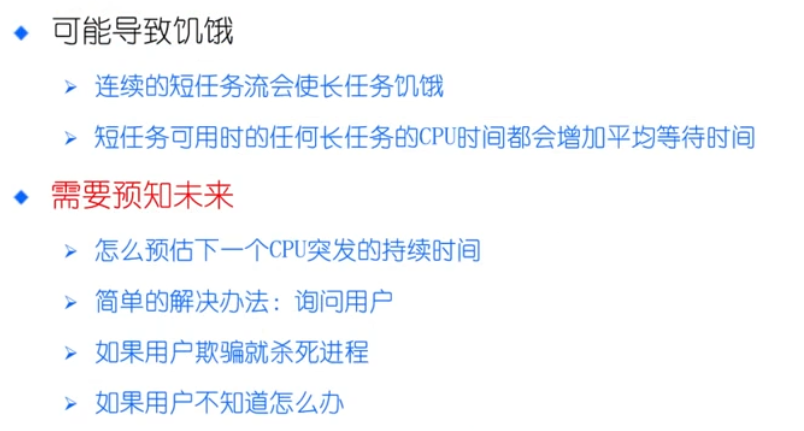 可能导致饥饿
连续的短任务流会使长任务饥饿
短任务可用时的任何长任务的CPU时间都会增加平均等待时间
需要预知未来
怎么预估下一个CPU突发的持续时间
简单的解决办法：询问用户
如果用户欺骗就杀死进程
如果用户不知道怎么办